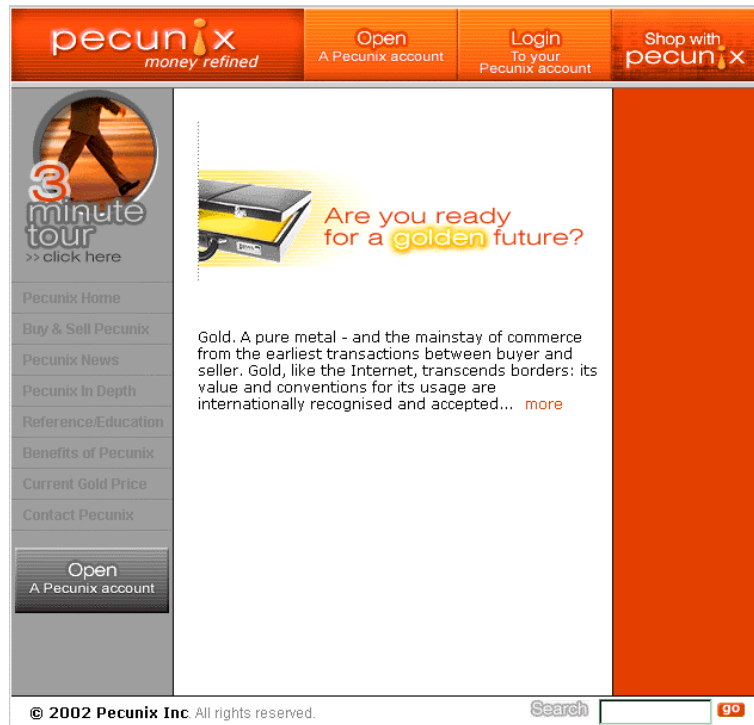 pecunix
money refined
Open
A Pecunix account
Login
To your
Pecunix account
Shop with
pecunix
3
minute
tour
>> click here
Pecunix Home
Buy & Sell Pecunix
Pecunix News
Pecunix In Depth
Reference/Education
Benefits of Pecunix
Current Gold Price
Contact Pecunix
Open
A Pecunix account
Are you ready
for a golden future?
Gold. A pure metal - and the mainstay of commerce
from the earliest transactions between buyer and
seller. Gold, like the Internet, transcends borders: its
value and conventions for its usage are
internationally recognised and accepted... more
© 2002 Pecunix Inc. All rights reserved.
Search
go